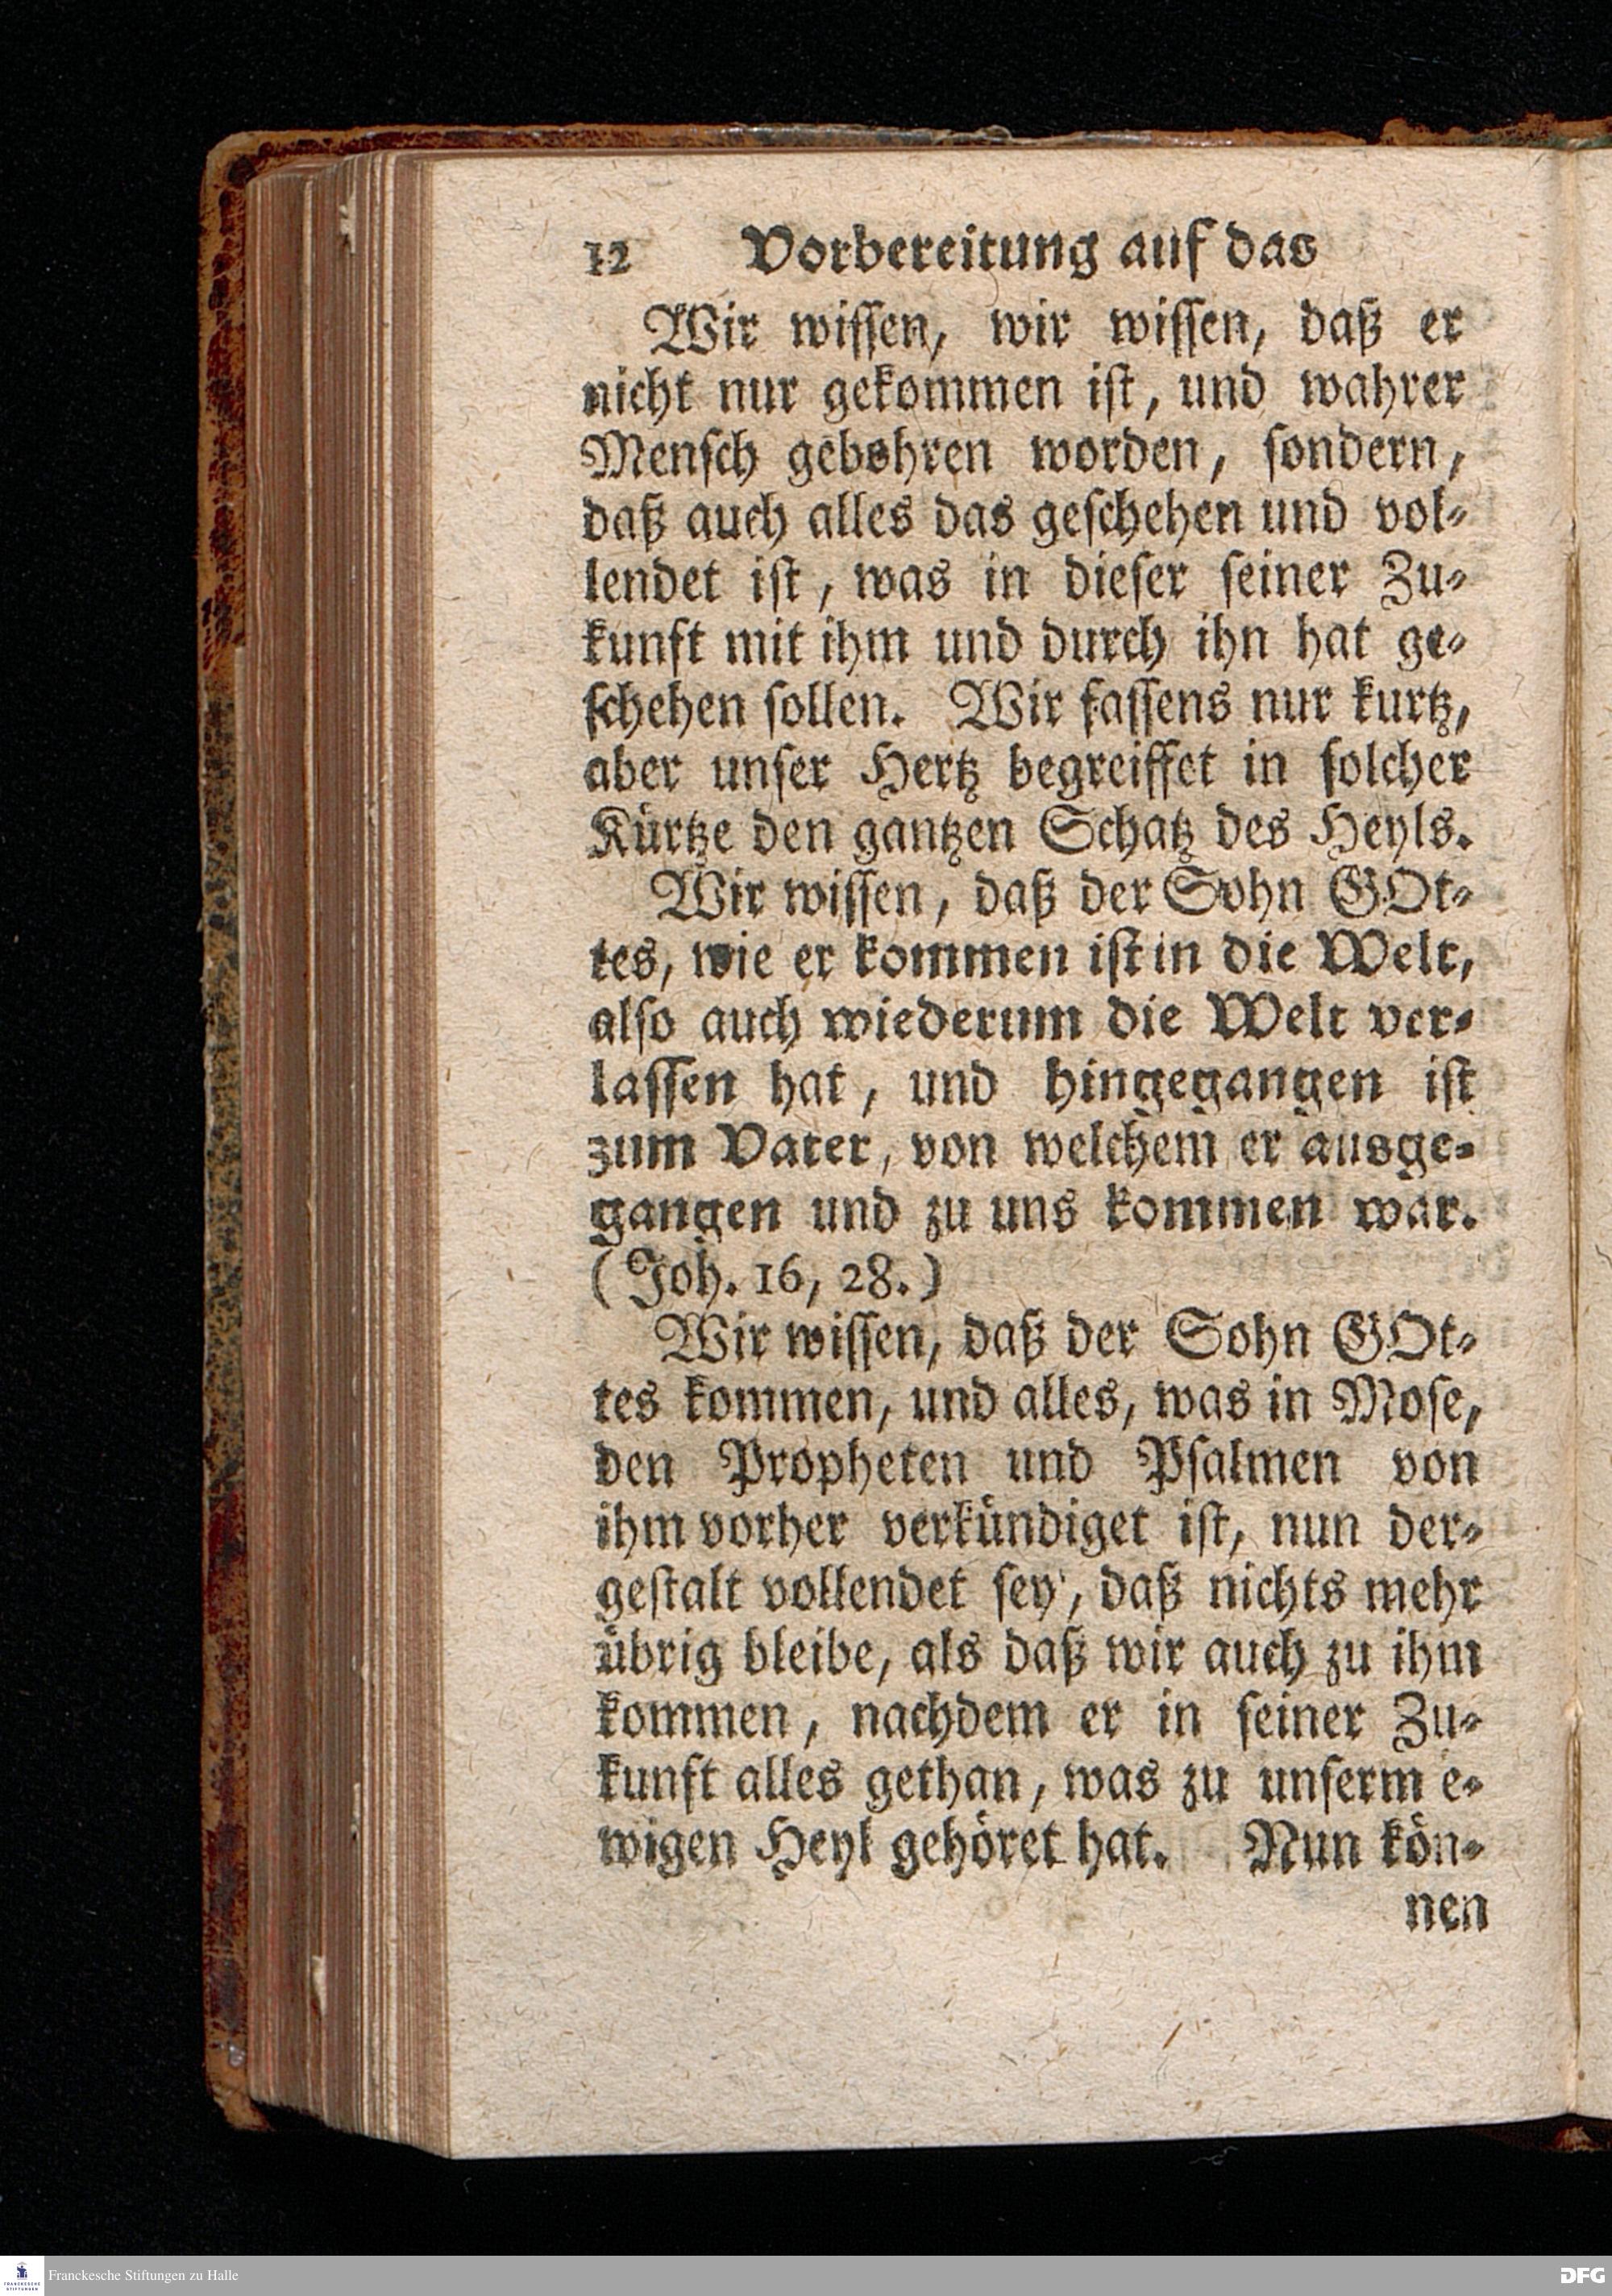 12 Vorbereitung auf das
Wir wiſſen, wir wiſſen, daß er
nicht nur gekommen iſt, und wahrer
Menſch gebohren worden, ſondern,
daß auch alles das geſchehen und vol-
lendet iſt, was in dieſer ſeiner Zu-
kunft mit ihm und durch ihn hat ge-
ſchehen ſollen. Wir faſſens nur kurtz,
aber unſer Hertz begreiffet in ſolcher
Kürtze den gantzen Schatz des Heyls.
Wir wiſſen, daß der Sohn GOt-
tes, wie er kommen iſt in die Welt,
alſo auch wiederum die Welt ver-
laſſen hat, und hingegangen iſt
zum Vater, von welchem er ausge-
gangen und zu uns kommen war.
(Joh. 16, 28.)
Wir wiſſen, daß der Sohn GOt-
tes kommen, und alles, was in Moſe,
den Propheten und Pſalmen von
ihm vorher verkündiget iſt, nun der-
geſtalt vollendet ſey, daß nichts mehr
übrig bleibe, als daß wir auch zu ihm
kommen, nachdem er in ſeiner Zu-
kunft alles gethan, was zu unſerm e-
wigen Heyl gehöret hat. Nun kön-
nen
FRANCKESCHE STIFTUNGEN
Franckesche Stiftungen zu Halle
DFG